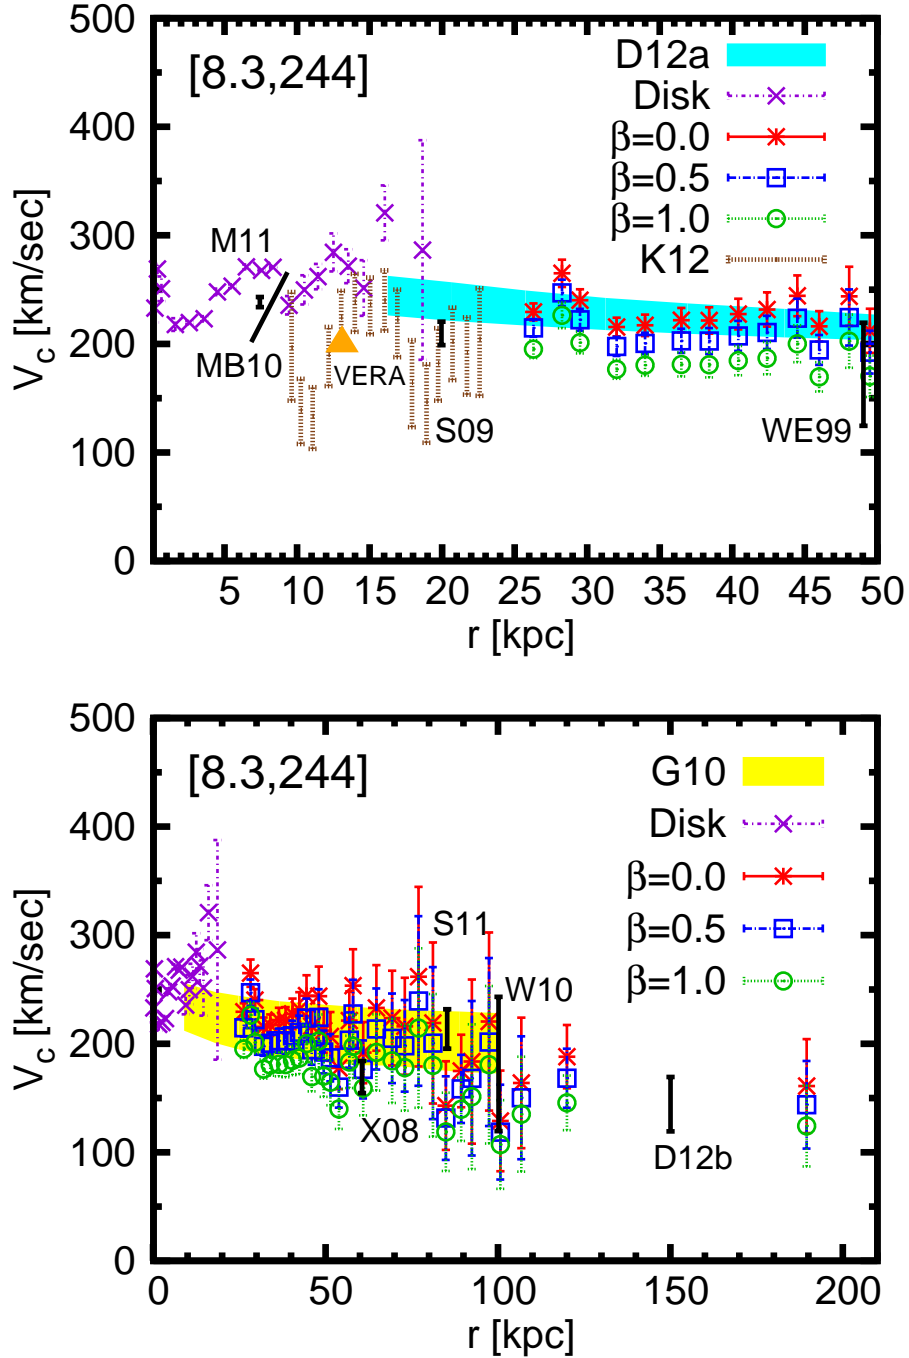 500
400
300
200
100
0
V_c [km/sec]
[8.3,244]
D12a
Disk
β=0.0
β=0.5
β=1.0
K12
M11
MB10
VERA
S09
WE99
5 10 15 20 25 30 35 40 45 50
r [kpc]
500
400
300
200
100
0
V_c [km/sec]
[8.3,244]
G10
Disk
β=0.0
β=0.5
β=1.0
S11
W10
X08
D12b
0 50 100 150 200
r [kpc]